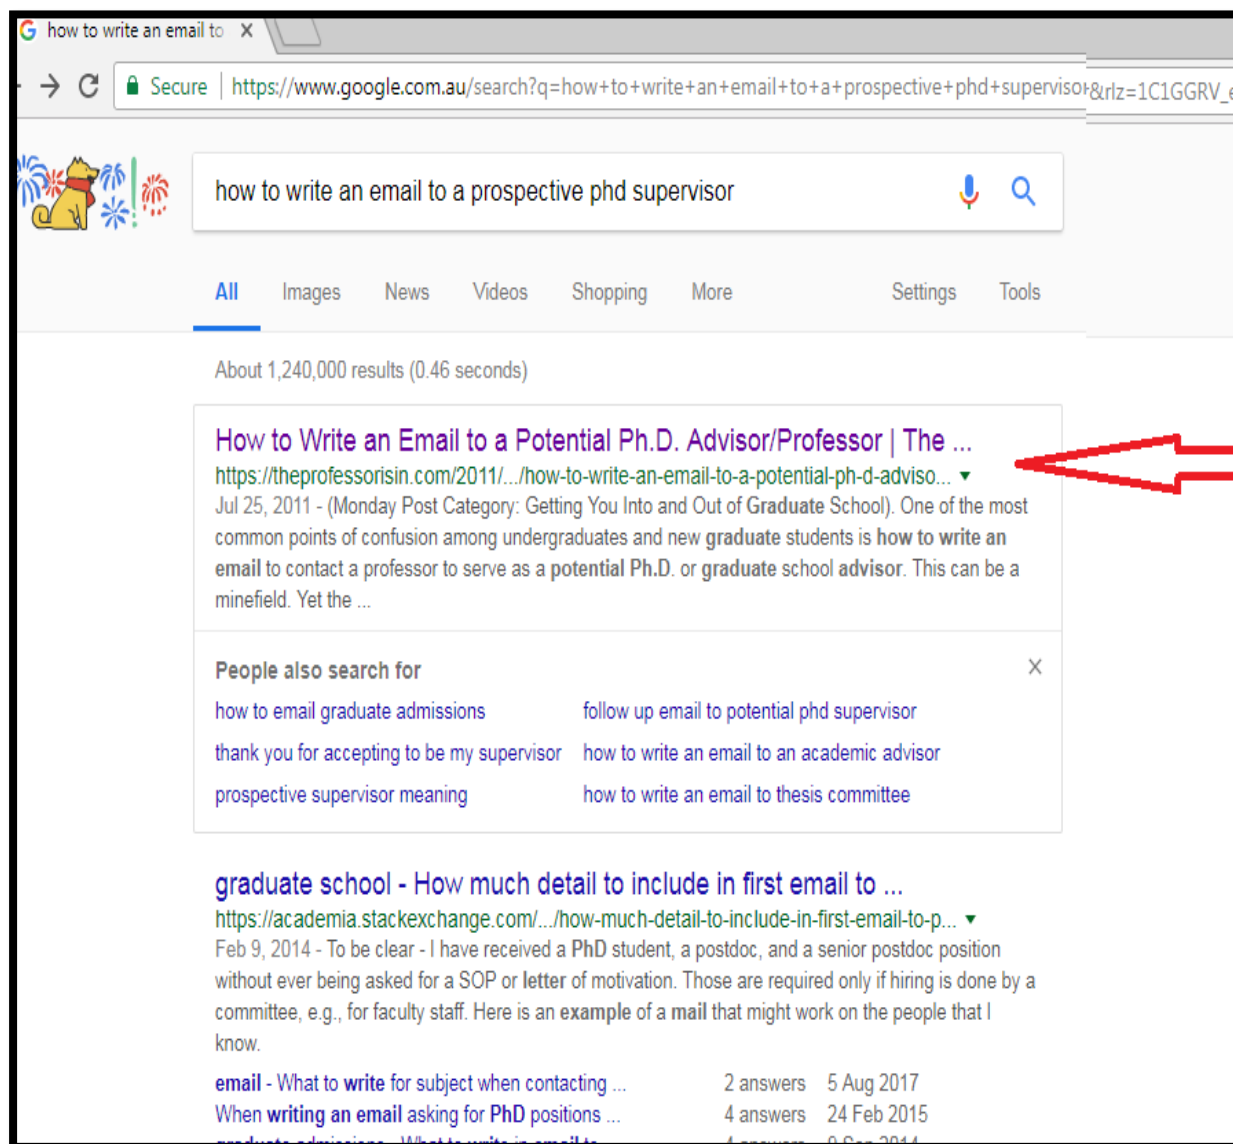 how to write an email to
Secure https://www.google.com.au/search?q=how+to+write+an+email+to+a+prospective+phd+supervisor&rlz=1C1GGRV_e
how to write an email to a prospective phd supervisor
All Images News Videos Shopping More Settings Tools
About 1,240,000 results (0.46 seconds)
How to Write an Email to a Potential Ph.D. Advisor/Professor | The ...
https://theprofessorisin.com/2011/.../how-to-write-an-email-to-a-potential-ph-d-adviso...
Jul 25, 2011 - (Monday Post Category: Getting You Into and Out of Graduate School). One of the most
common points of confusion among undergraduates and new graduate students is how to write an
email to contact a professor to serve as a potential Ph.D. or graduate school advisor. This can be a
minefield. Yet the ...
People also search for
how to email graduate admissions follow up email to potential phd supervisor
thank you for accepting to be my supervisor how to write an email to an academic advisor
prospective supervisor meaning how to write an email to thesis committee
graduate school - How much detail to include in first email to ...
https://academia.stackexchange.com/.../how-much-detail-to-include-in-first-email-to-p...
Feb 9, 2014 - To be clear - I have received a PhD student, a postdoc, and a senior postdoc position
without ever being asked for a SOP or letter of motivation. Those are required only if hiring is done by a
committee, e.g., for faculty staff. Here is an example of a mail that might work on the people that I
know.
email - What to write for subject when contacting ... 2 answers 5 Aug 2017
When writing an email asking for PhD positions ... 4 answers 24 Feb 2015
graduate admissions - What to write in email to ... 4 answers 9 Sep 2014